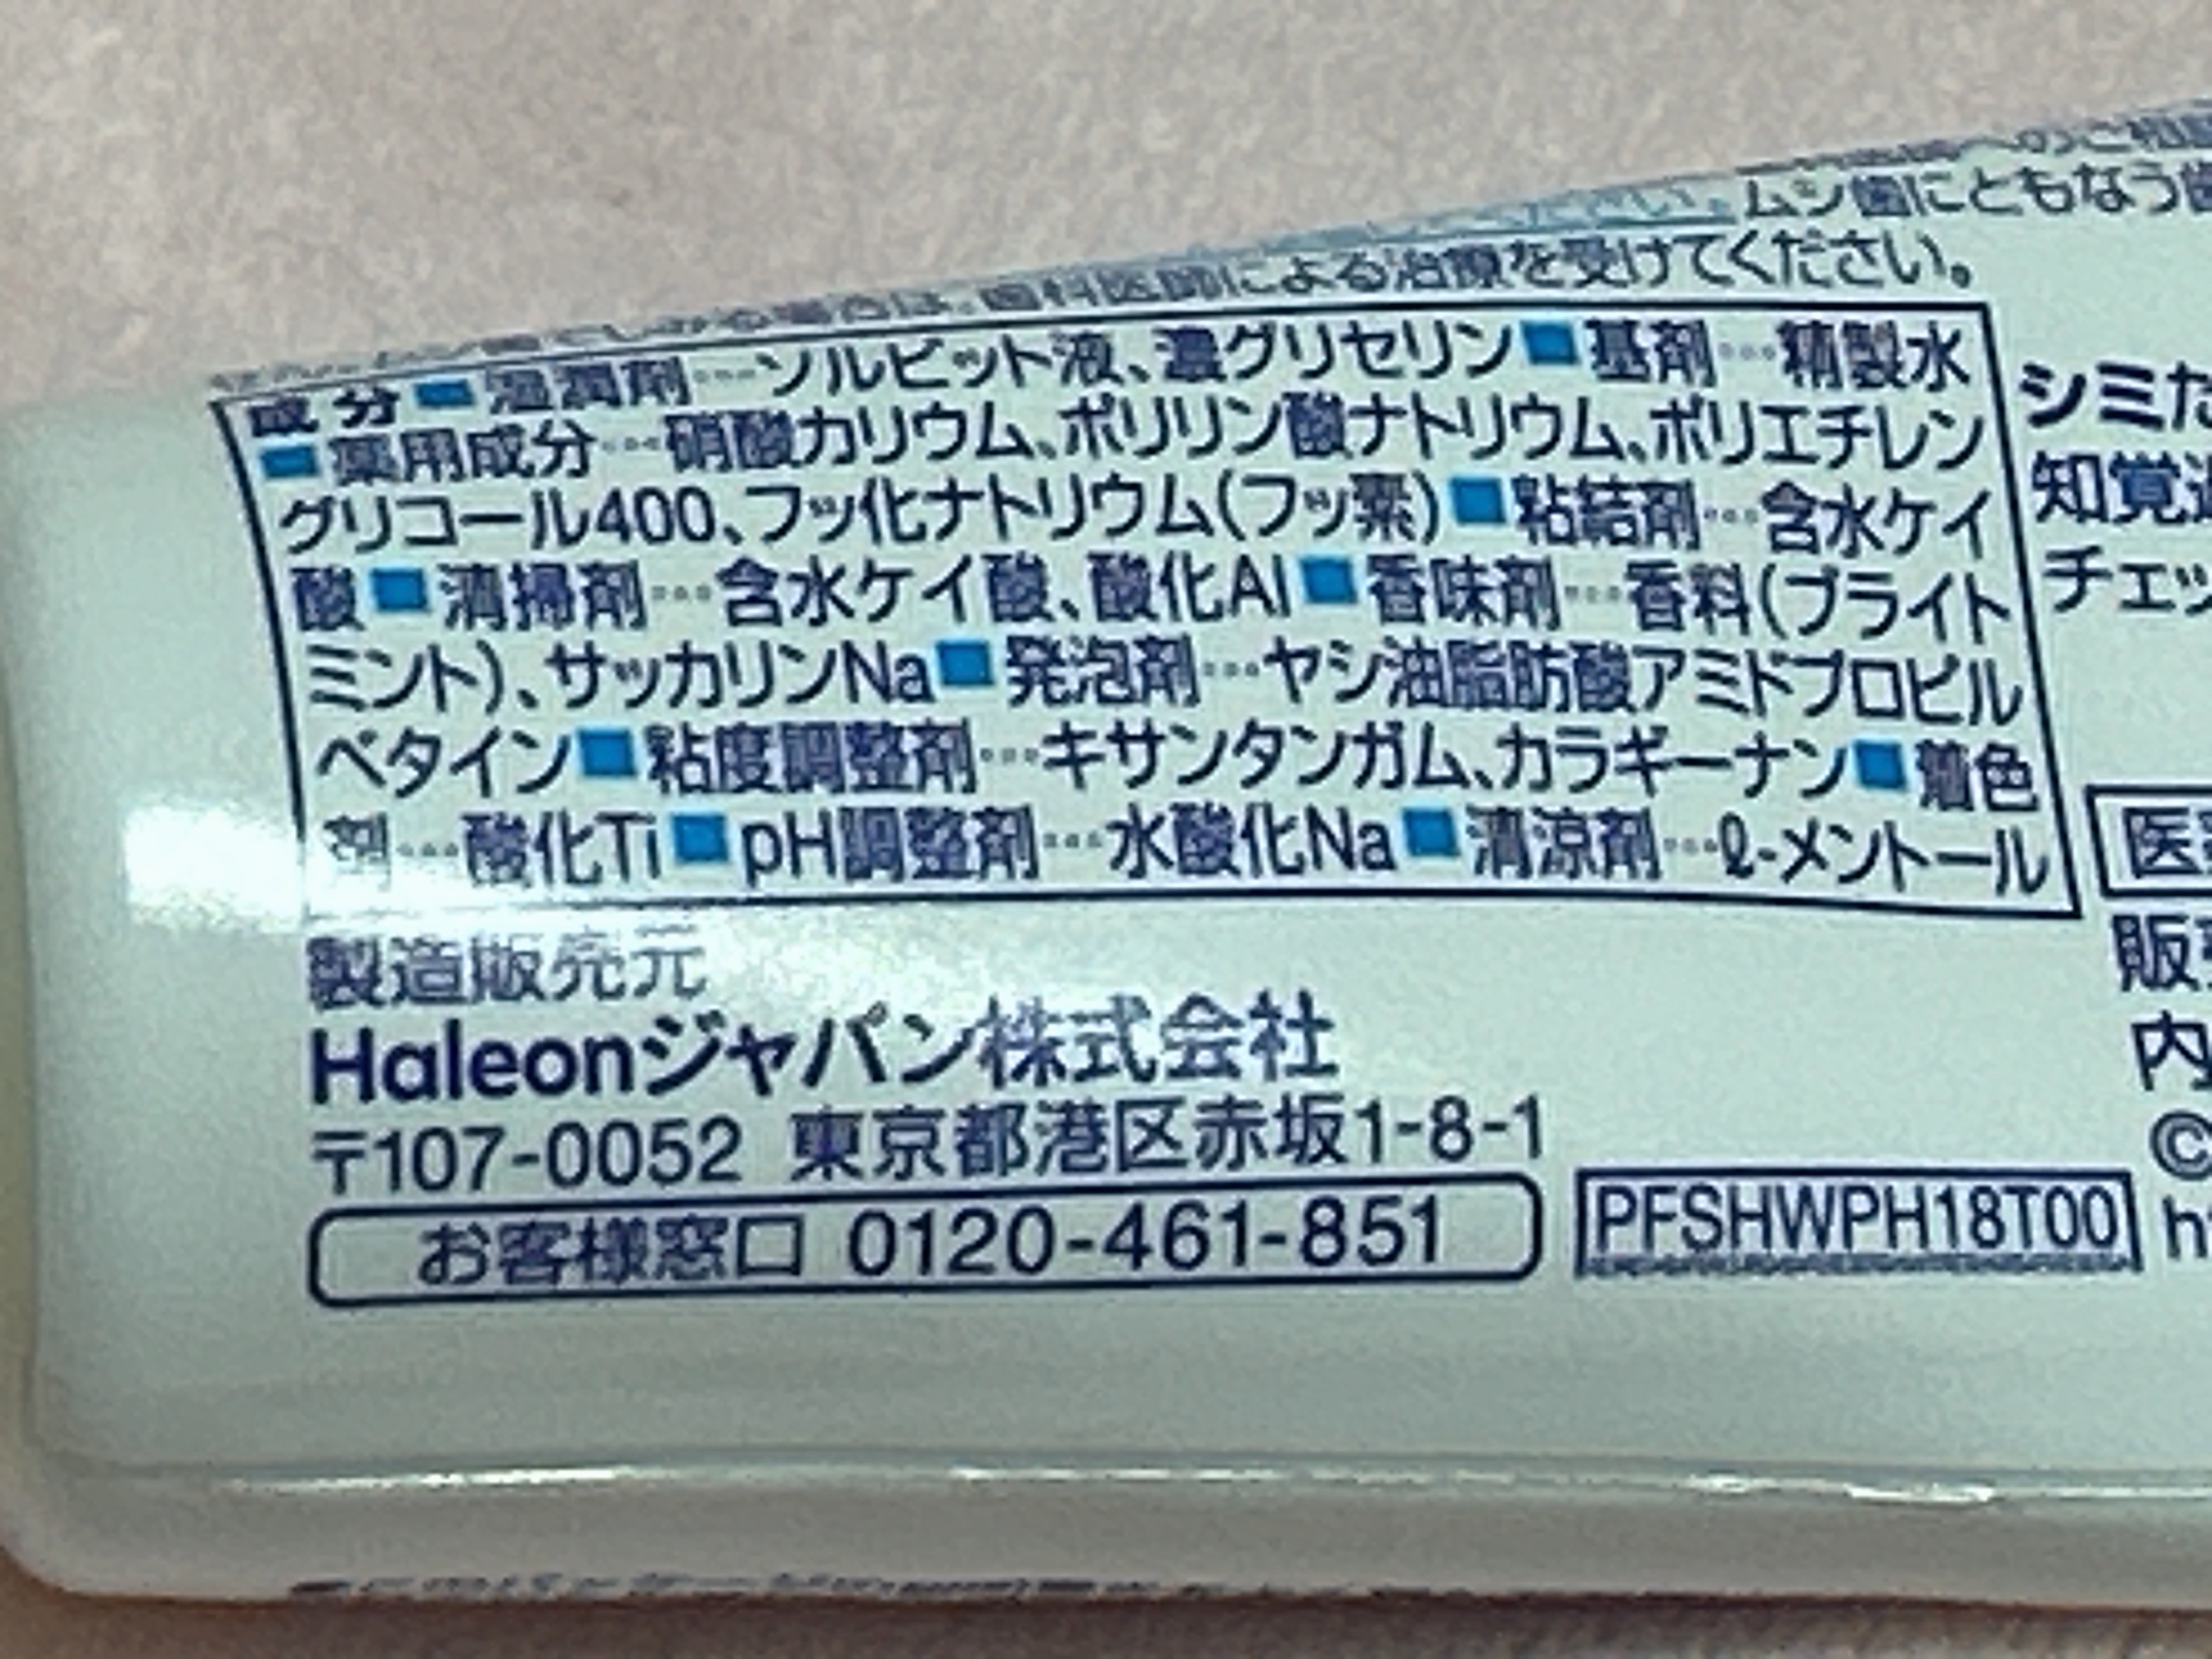 ムシ歯にともなう歯
歯科医師による治療を受けてください。
成分■湿潤剤…ソルビット液、濃グリセリン■基剤…精製水
■薬用成分…硝酸カリウム、ポリリン酸ナトリウム、ポリエチレン
グリコール400、フッ化ナトリウム(フッ素)■粘結剤…含水ケイ
酸■清掃剤…含水ケイ酸、酸化Al■香味剤…香料(ブライト
ミント)、サッカリンNa■発泡剤…ヤシ油脂肪酸アミドプロピル
ベタイン■粘度調整剤…キサンタンガム、カラギーナン■着色
剤…酸化Ti■pH調整剤…水酸化Na■清涼剤…ℓ-メントール
製造販売元
Haleonジャパン株式会社
〒107-0052 東京都港区赤坂1-8-1
お客様窓口 0120-461-851
PFSHWPH18T00
シミ
知覚
チェッ
医
販
内
©